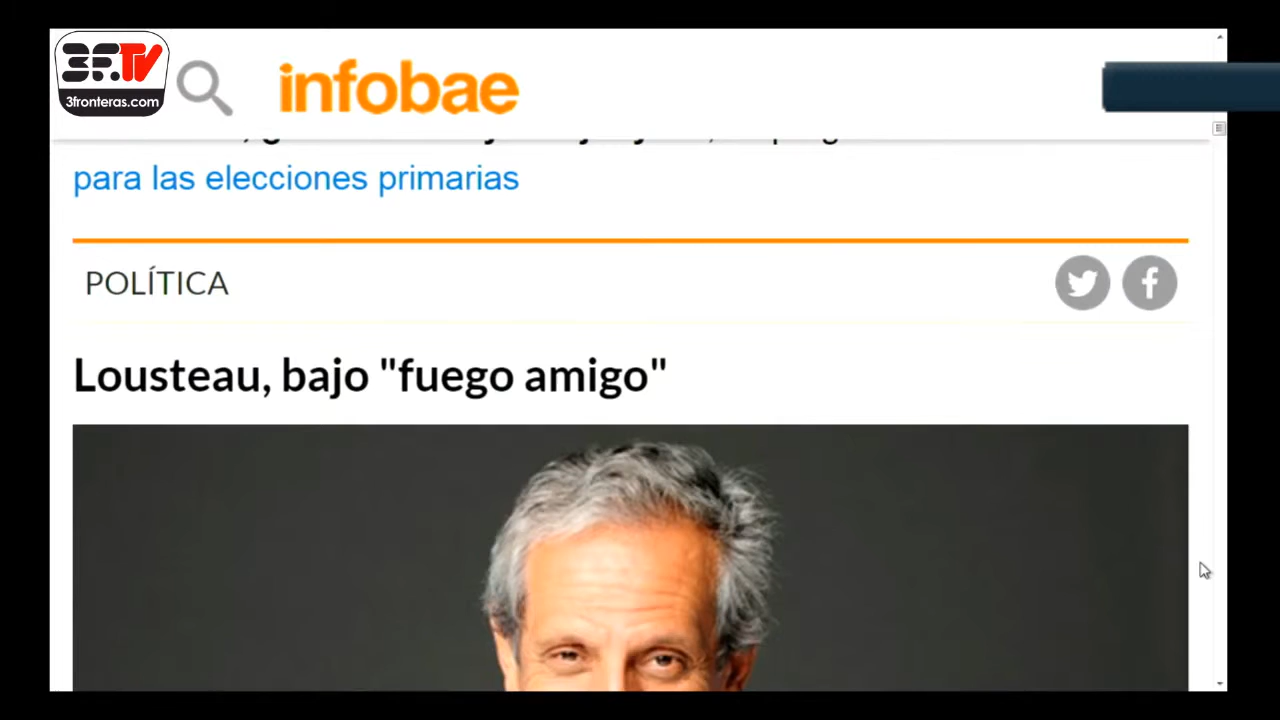 3F.TV
3fronteras.com
infobae
para las elecciones primarias
POLÍTICA
Lousteau, bajo "fuego amigo"